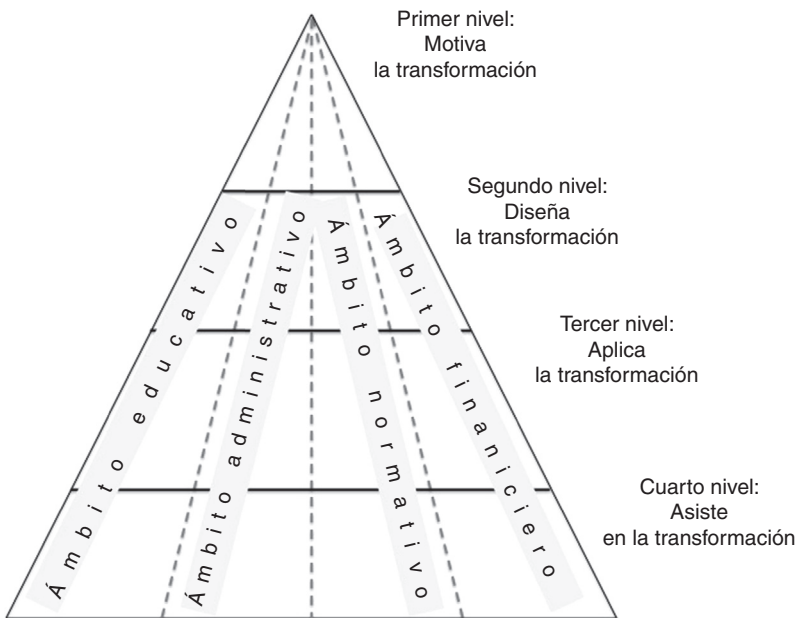 Primer nivel:
Motiva
la transformación
Segundo nivel:
Diseña
la transformación
Tercer nivel:
Aplica
la transformación
Cuarto nivel:
Asiste
en la transformación
Ámbito educativo
Ámbito administrativo
Ámbito normativo
Ámbito finaniciero